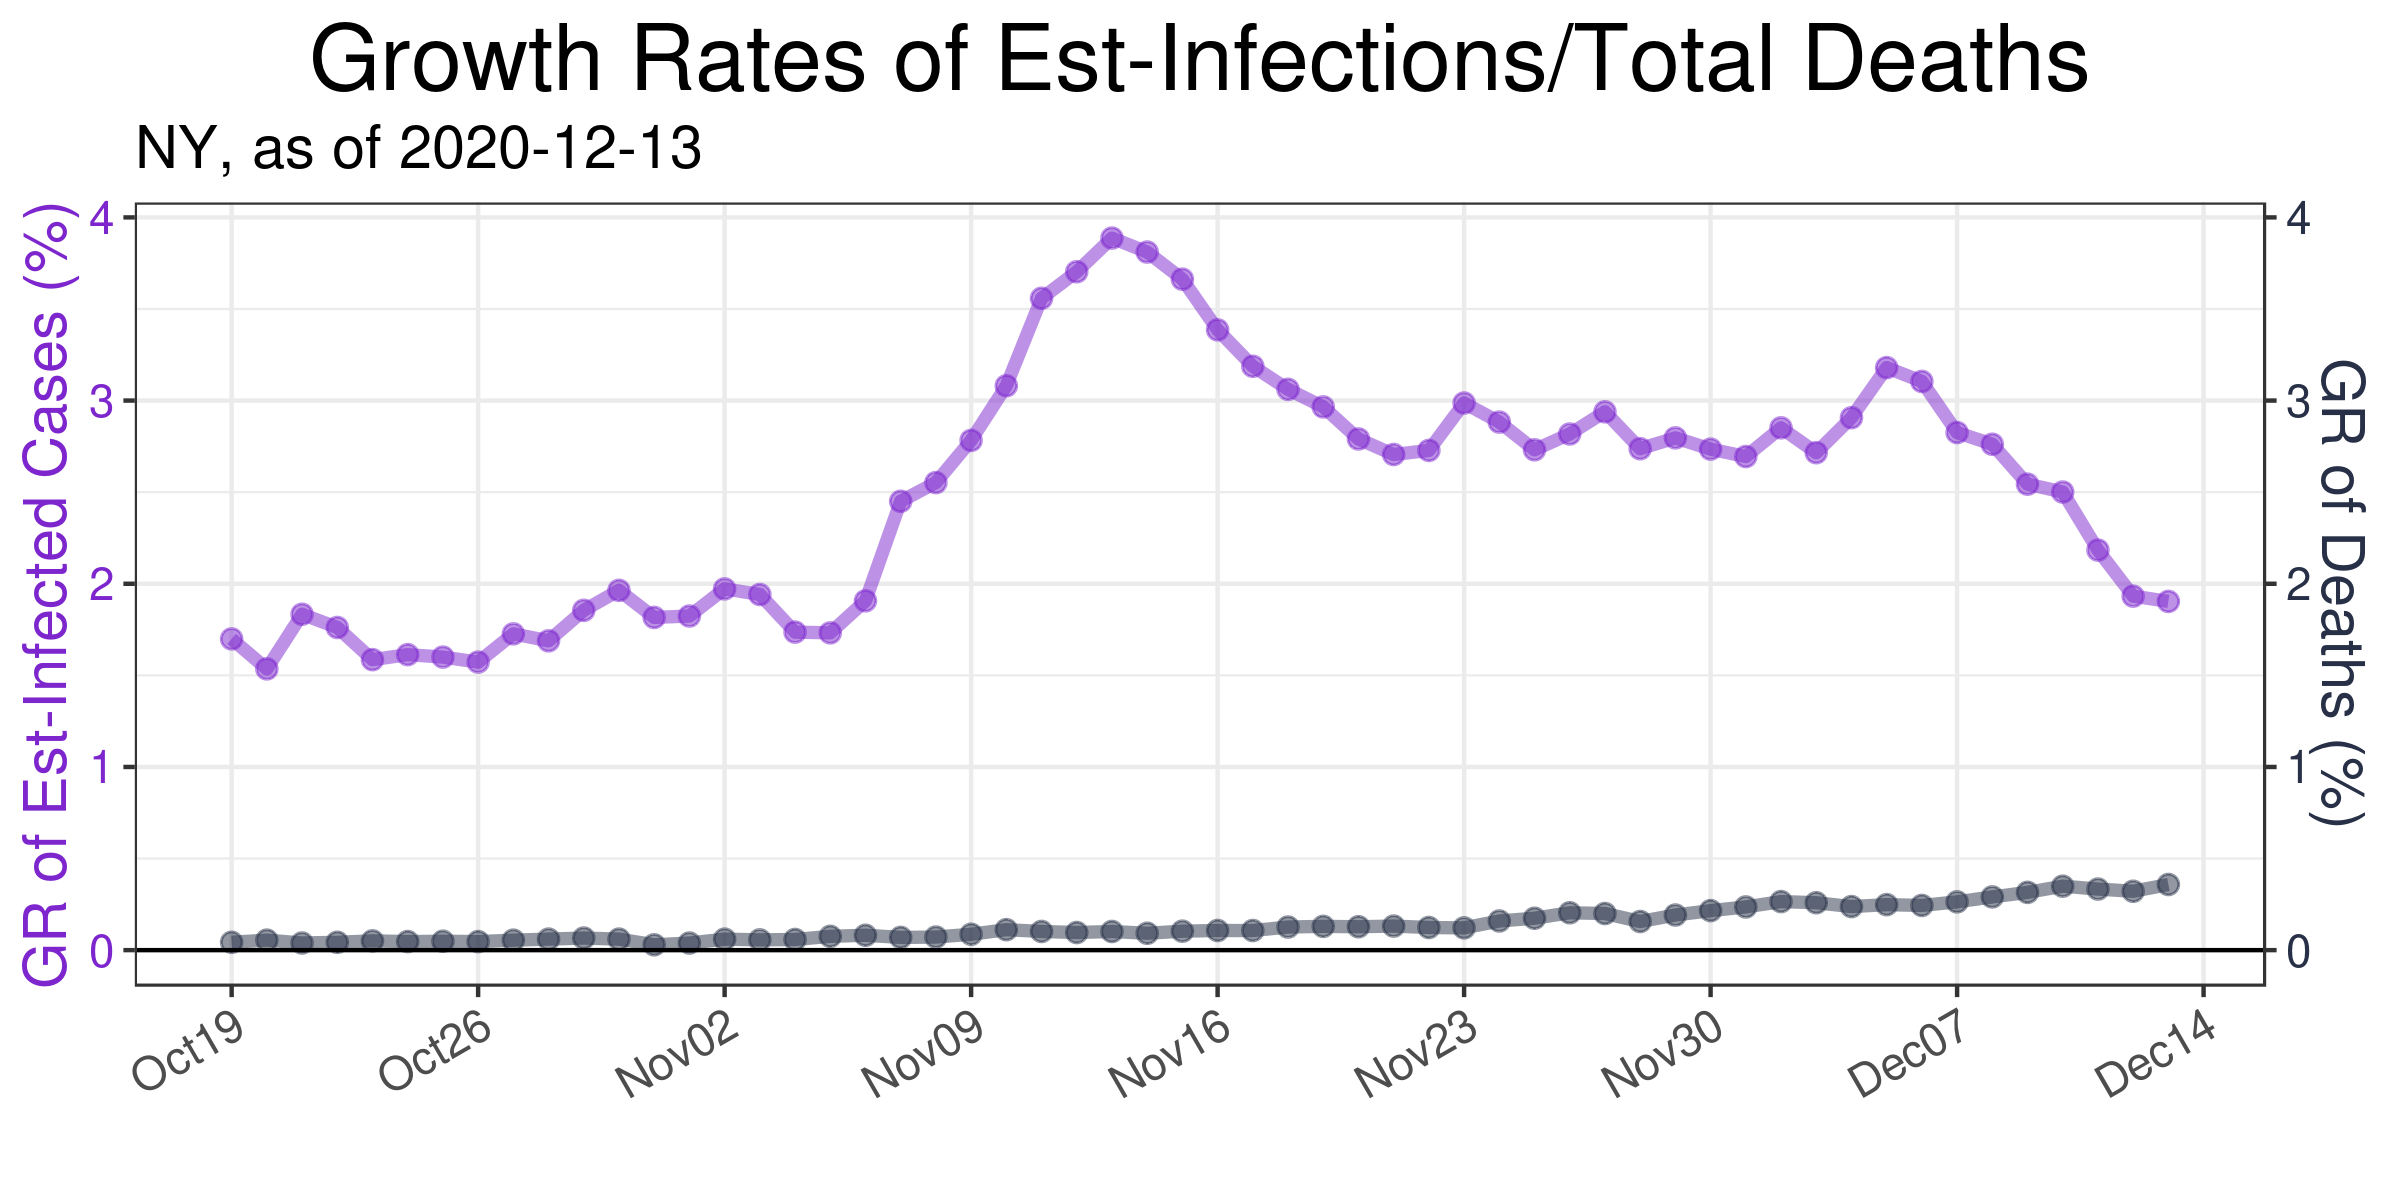 Growth Rates of Est-Infections/Total Deaths
NY, as of 2020-12-13
GR of Est-Infected Cases (%)
4
3
2
1
0
4
3
2
1
0
GR of Deaths (%)
Oct19
Oct26
Nov02
Nov09
Nov16
Nov23
Nov30
Dec07
Dec14